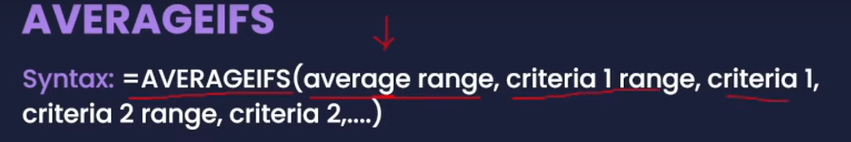 AVERAGEIFS
Syntax: =AVERAGEIFS(average range, criteria 1 range, criteria 1,
criteria 2 range, criteria 2,....)